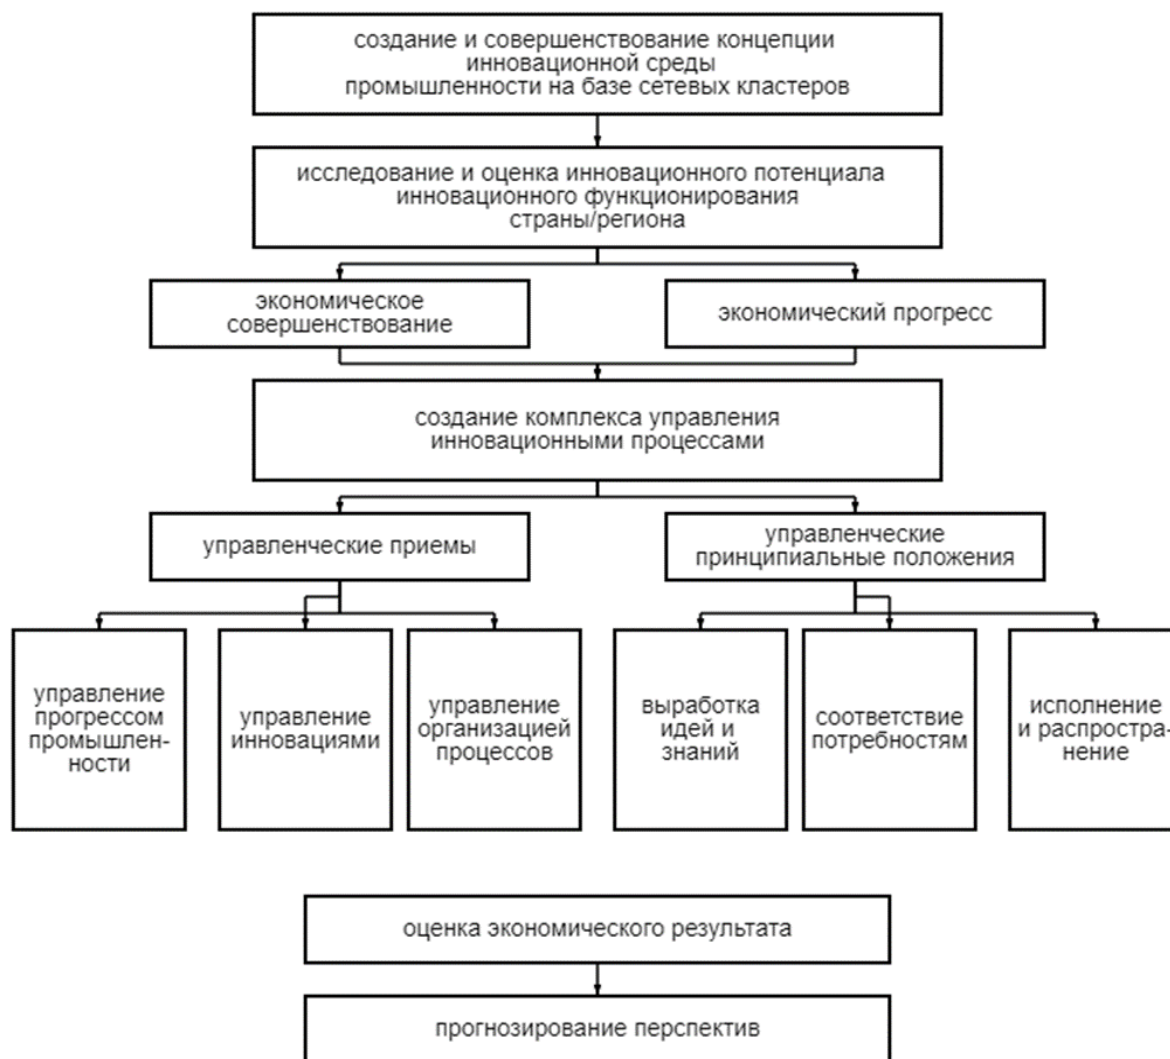 создание и совершенствование концепции
инновационной среды
промышленности на базе сетевых кластеров
исследование и оценка инновационного потенциала
инновационного функционирования
страны/региона
экономическое
совершенствование
экономический прогресс
создание комплекса управления
инновационными процессами
управленческие приемы
управленческие
принципиальные положения
управление
прогрессом
промышлен-
ности
управление
инновациями
управление
организацией
процессов
выработка
идей и
знаний
соответствие
потребностям
исполнение
и распростра-
нение
оценка экономического результата
прогнозирование перспектив